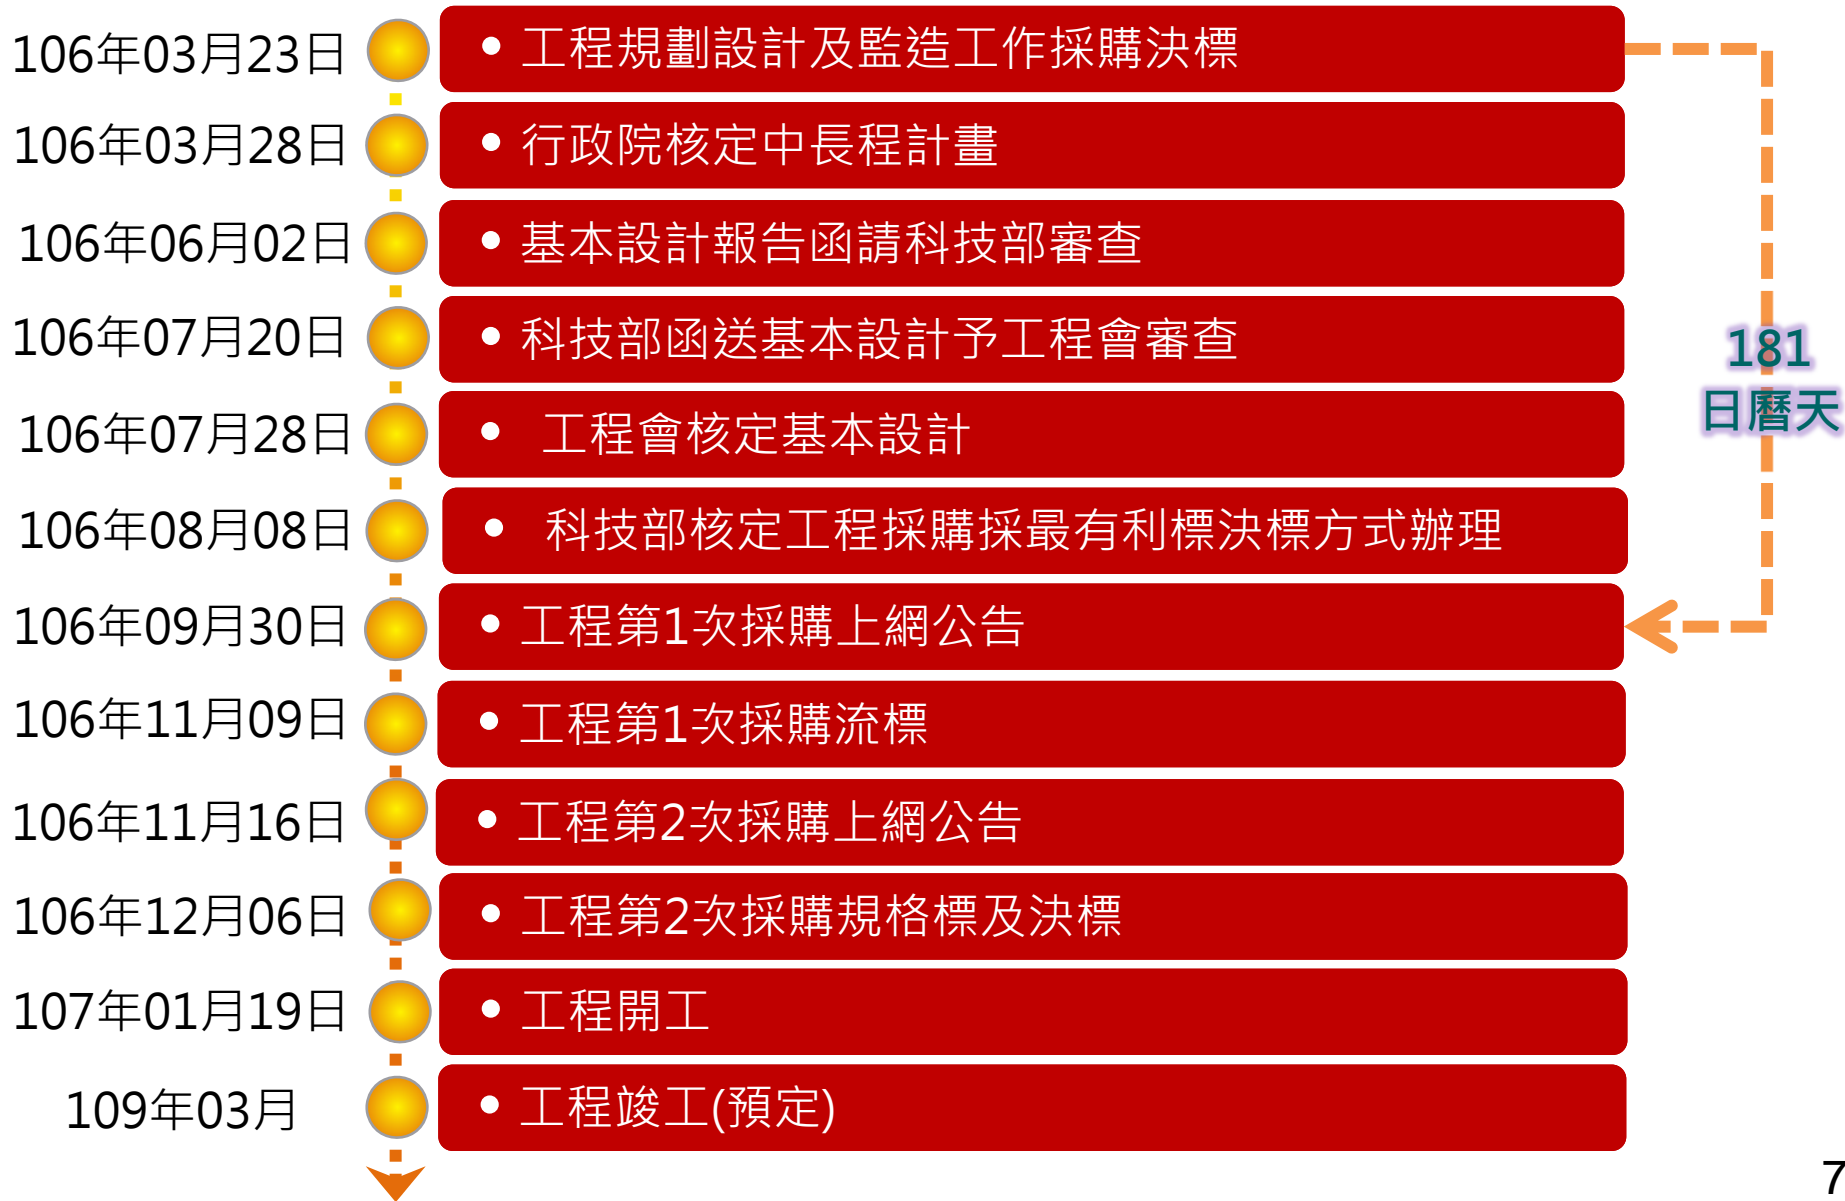 106年03月23日 • 工程規劃設計及監造工作採購決標
106年03月28日 • 行政院核定中長程計畫
106年06月02日 • 基本設計報告函請科技部審查
106年07月20日 • 科技部函送基本設計予工程會審查
106年07月28日 • 工程會核定基本設計
106年08月08日 • 科技部核定工程採購採最有利標決標方式辦理
106年09月30日 • 工程第1次採購上網公告
106年11月09日 • 工程第1次採購流標
106年11月16日 • 工程第2次採購上網公告
106年12月06日 • 工程第2次採購規格標及決標
107年01月19日 • 工程開工
109年03月 • 工程竣工(預定)
181
日曆天
7